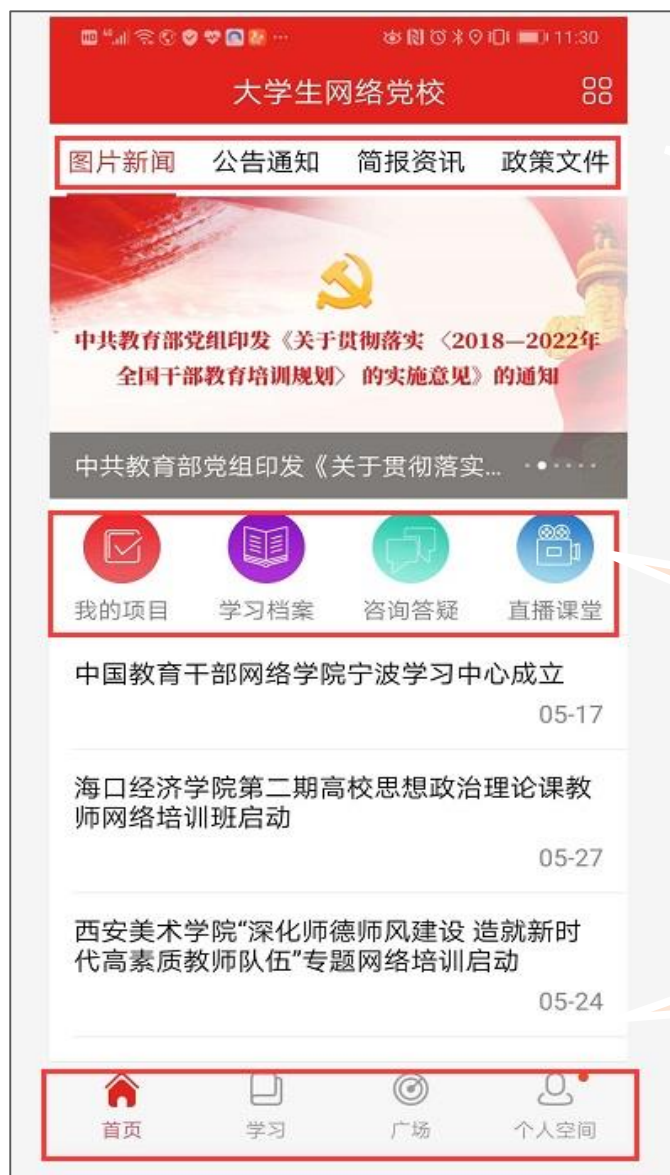 HD 46 11:30
大学生网络党校
图片新闻 公告通知 简报资讯 政策文件
中共教育部党组印发《关于贯彻落实 〈2018—2022年
全国干部教育培训规划〉 的实施意见》的通知
中共教育部党组印发《关于贯彻落实...
我的项目 学习档案 咨询答疑 直播课堂
中国教育干部网络学院宁波学习中心成立
05-17
海口经济学院第二期高校思想政治理论课教
师网络培训班启动
05-27
西安美术学院“深化师德师风建设 造就新时
代高素质教师队伍”专题网络培训启动
05-24
首页 学习 广场 个人空间